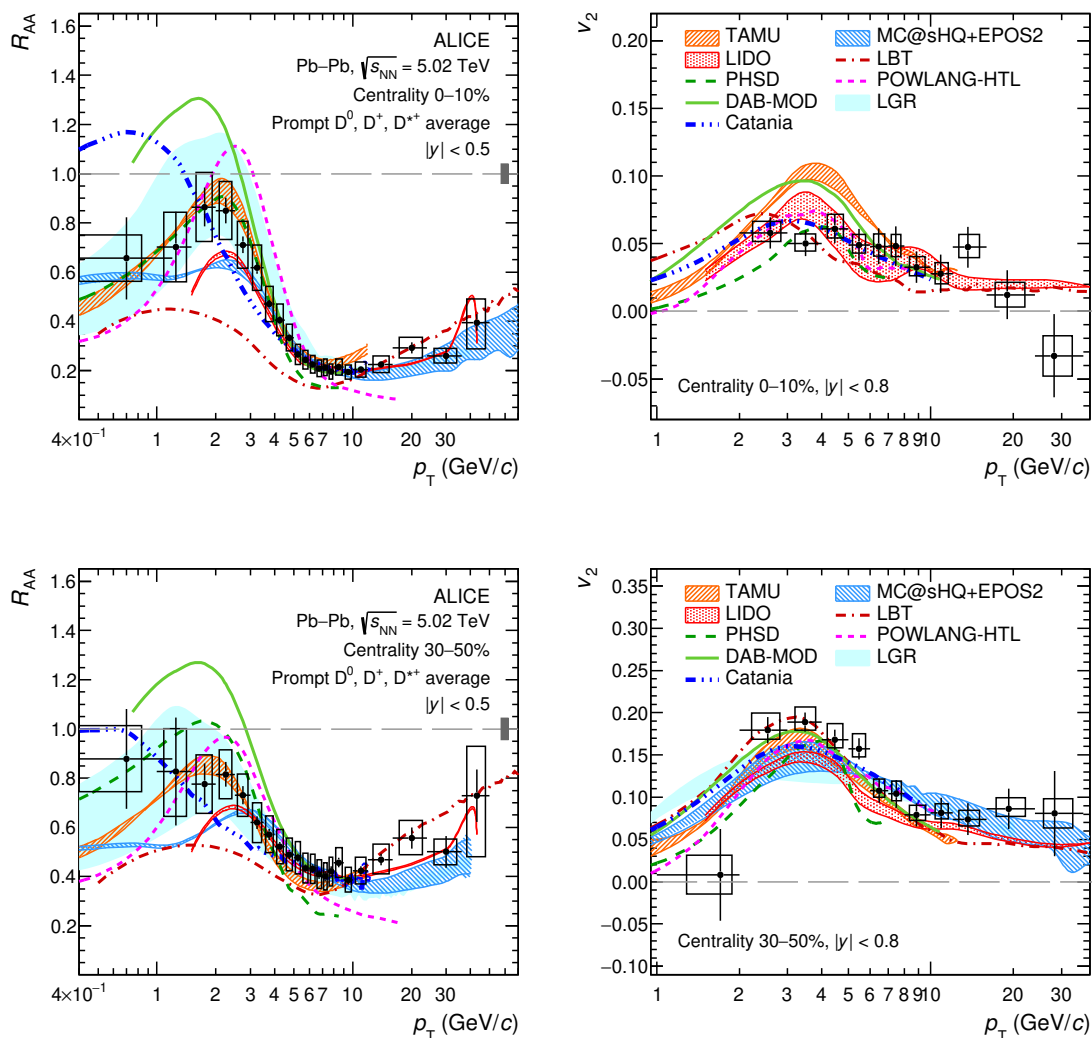 R_AA
1.6
1.4
1.2
1.0
0.8
0.6
0.4
0.2
ALICE
Pb–Pb, √s_NN = 5.02 TeV
Centrality 0–10%
Prompt D⁰, D⁺, D*⁺ average
|y| < 0.5
4×10⁻¹ 1 2 3 4 5 6 7 10 20 30
p_T (GeV/c)
v_2
0.20
0.15
0.10
0.05
0.00
−0.05
TAMU
LIDO
PHSD
DAB-MOD
Catania
MC@sHQ+EPOS2
LBT
POWLANG-HTL
LGR
Centrality 0–10%, |y| < 0.8
1 2 3 4 5 6 7 8 9 10 20 30
p_T (GeV/c)
R_AA
1.6
1.4
1.2
1.0
0.8
0.6
0.4
0.2
ALICE
Pb–Pb, √s_NN = 5.02 TeV
Centrality 30–50%
Prompt D⁰, D⁺, D*⁺ average
|y| < 0.5
4×10⁻¹ 1 2 3 4 5 6 7 10 20 30
p_T (GeV/c)
v_2
0.35
0.30
0.25
0.20
0.15
0.10
0.05
0.00
−0.05
−0.10
TAMU
LIDO
PHSD
DAB-MOD
Catania
MC@sHQ+EPOS2
LBT
POWLANG-HTL
LGR
Centrality 30–50%, |y| < 0.8
1 2 3 4 5 6 7 8 9 10 20 30
p_T (GeV/c)